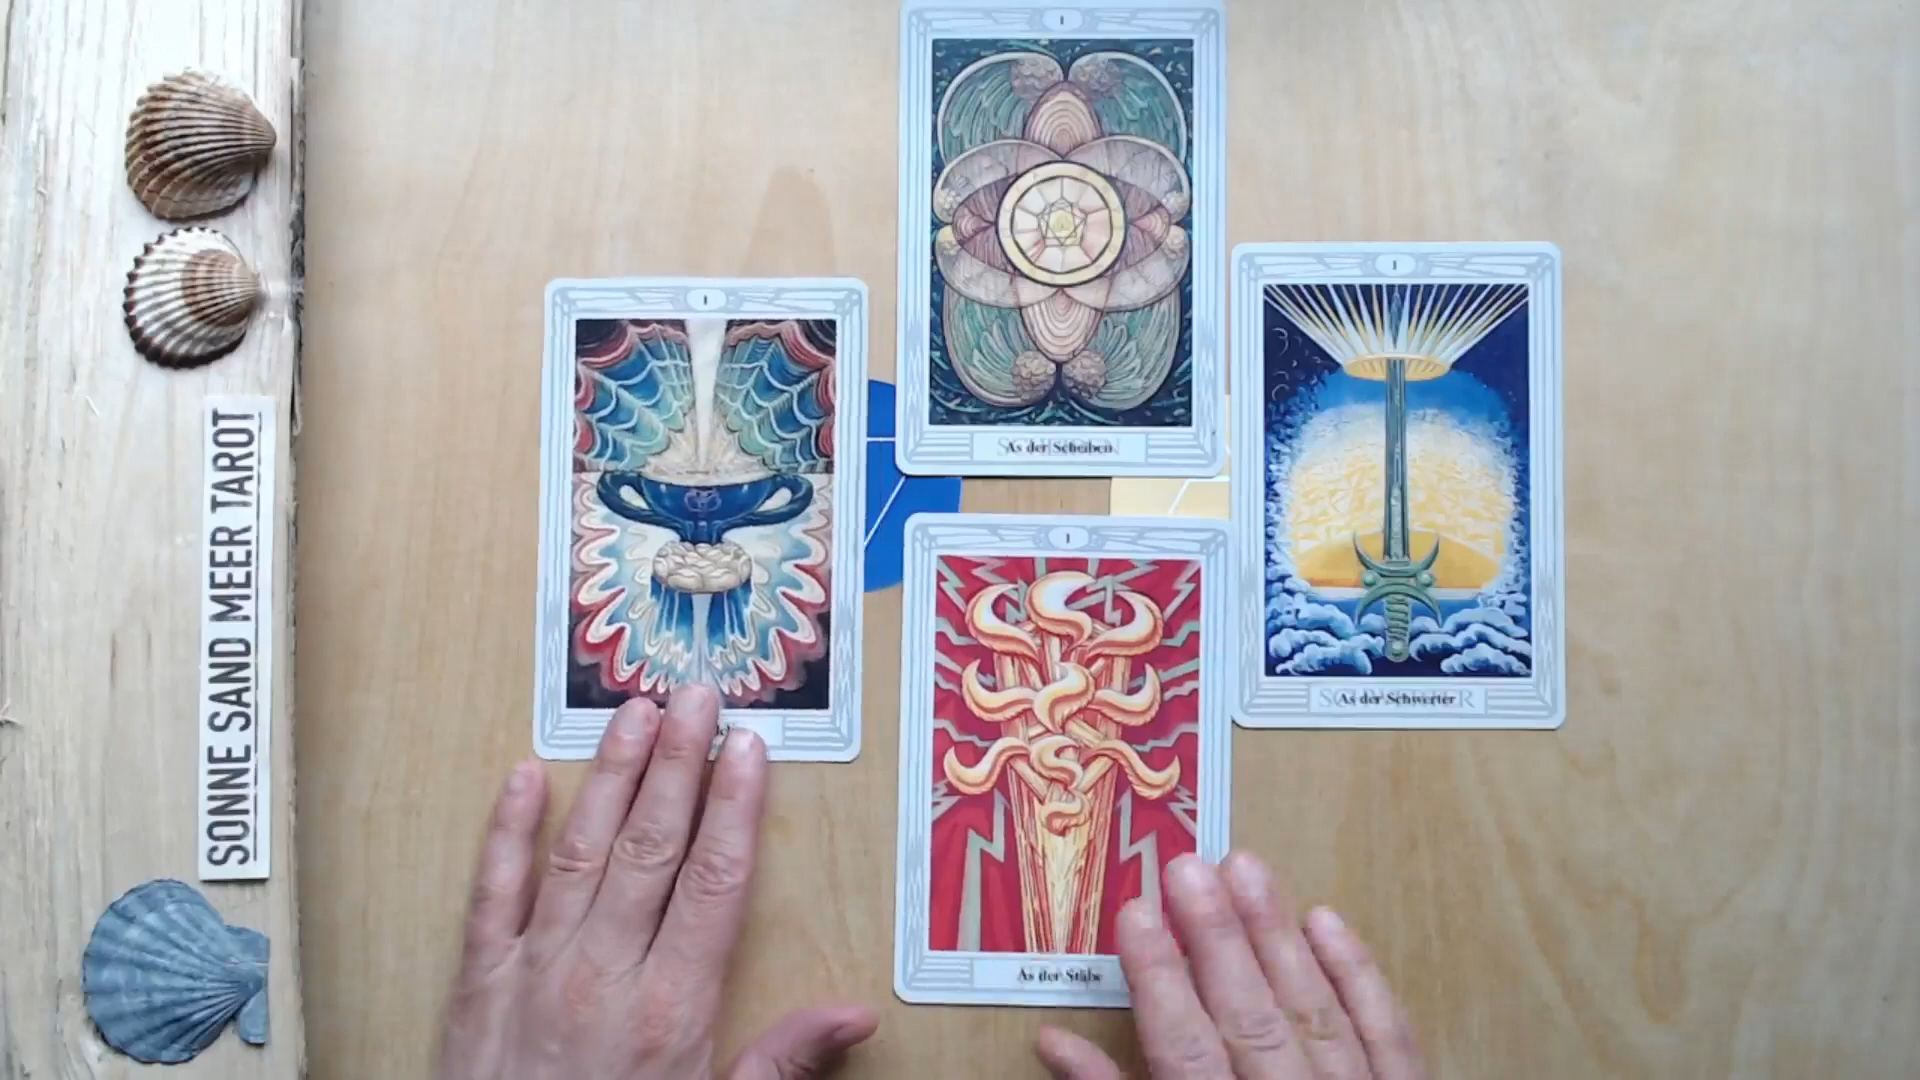 SONNE SAND MEER TAROT
I
As der Scheiben
I
As der Schwerter
I
I
As der Stäbe